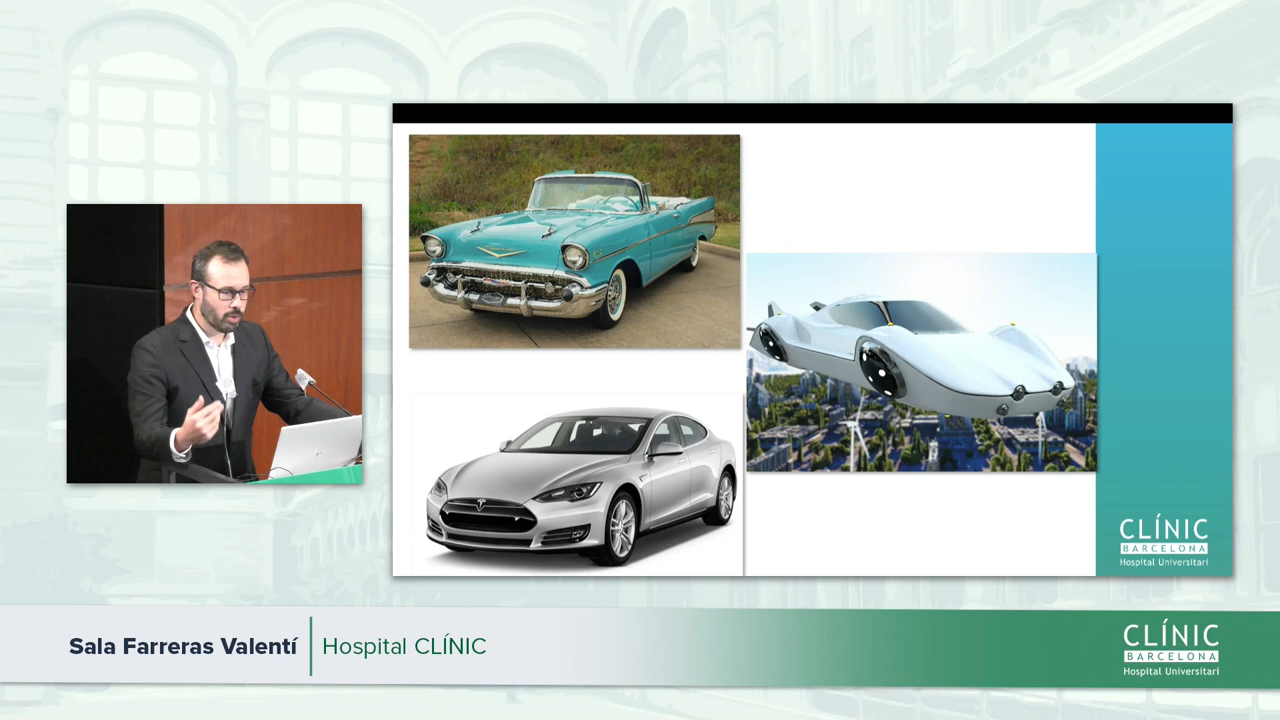 CLÍNIC
BARCELONA
Hospital Universitari
Sala Farreras Valentí
Hospital CLÍNIC
CLÍNIC
BARCELONA
Hospital Universitari